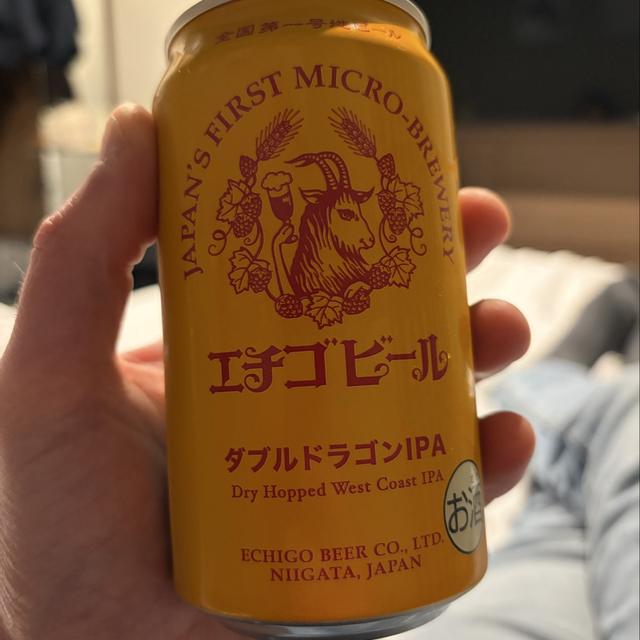 全国第一号地ビール
JAPAN'S FIRST MICRO-BREWERY
エチゴビール
ダブルドラゴンIPA
Dry Hopped West Coast IPA
お酒
ECHIGO BEER CO., LTD.
NIIGATA, JAPAN